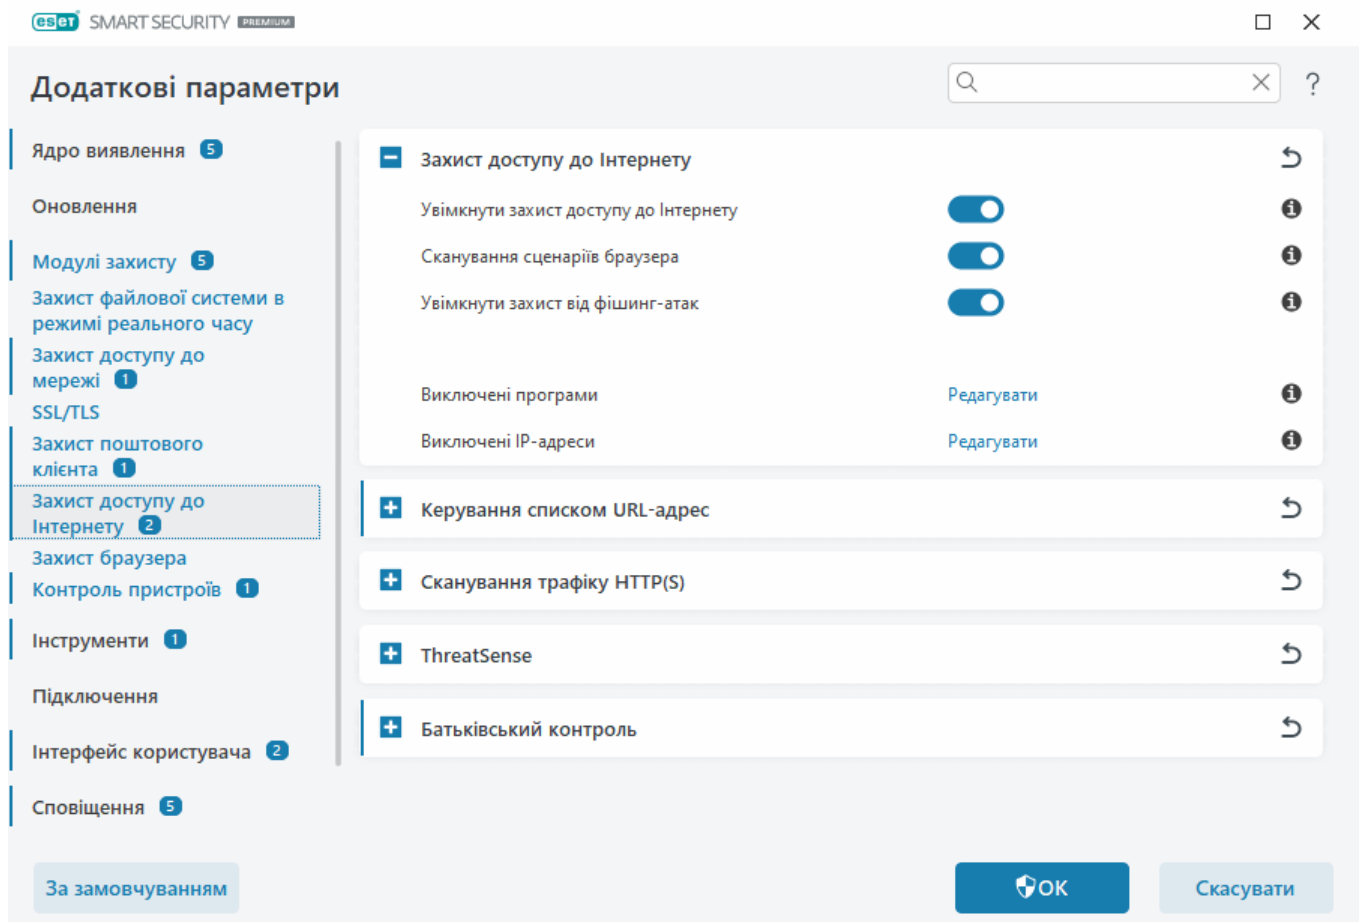 eset SMART SECURITY PREMIUM
Додаткові параметри
?
Ядро виявлення 5
Оновлення
Модулі захисту 5
Захист файлової системи в
режимі реального часу
Захист доступу до
мережі 1
SSL/TLS
Захист поштового
клієнта 1
Захист доступу до
Інтернету 2
Захист браузера
Контроль пристроїв 1
Інструменти 1
Підключення
Інтерфейс користувача 2
Сповіщення 5
Захист доступу до Інтернету
Увімкнути захист доступу до Інтернету
Сканування сценаріїв браузера
Увімкнути захист від фішинг-атак
Виключені програми Редагувати
Виключені IP-адреси Редагувати
Керування списком URL-адрес
Сканування трафіку HTTP(S)
ThreatSense
Батьківський контроль
За замовчуванням
ОК
Скасувати